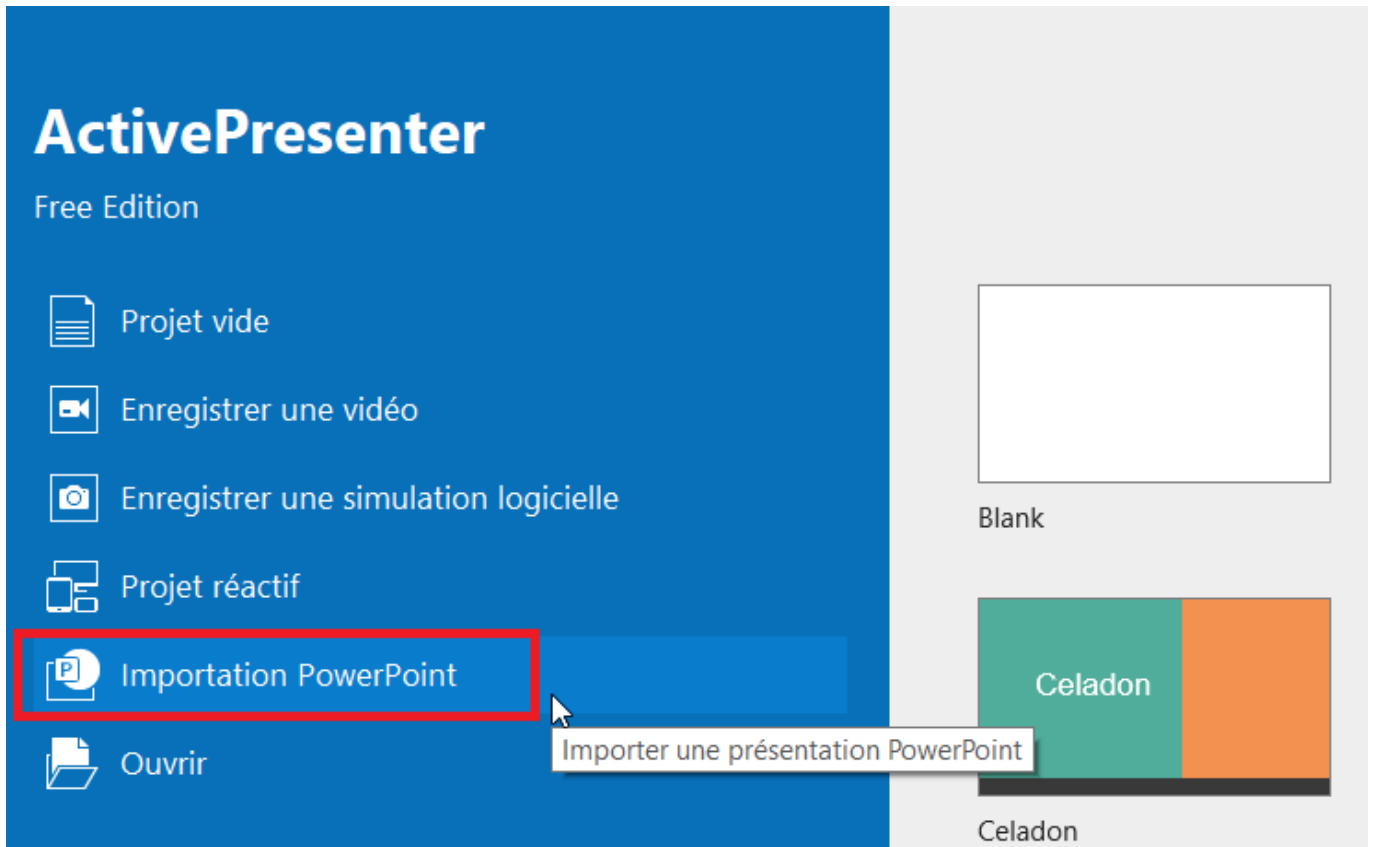 ActivePresenter
Free Edition
Projet vide
Enregistrer une vidéo
Enregistrer une simulation logicielle
Projet réactif
P
Importation PowerPoint
Importer une présentation PowerPoint
Ouvrir
Blank
Celadon
Celadon